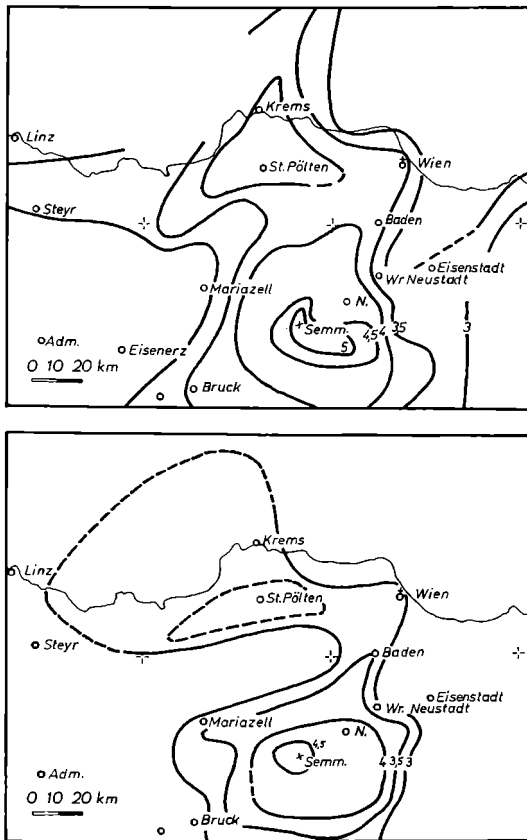 Krems
Linz
St. Pölten
Wien
Steyr
Baden
Eisenstadt
Wr Neustadt
Mariazell
N.
Semm.
4,5 4 3,5 3
5
Adm.
Eisenerz
0 10 20 km
Bruck
Krems
Linz
St. Pölten
Wien
Steyr
Baden
Eisenstadt
Wr. Neustadt
Mariazell
N.
4,5
Semm.
4 3,5 3
Adm.
0 10 20 km
Bruck